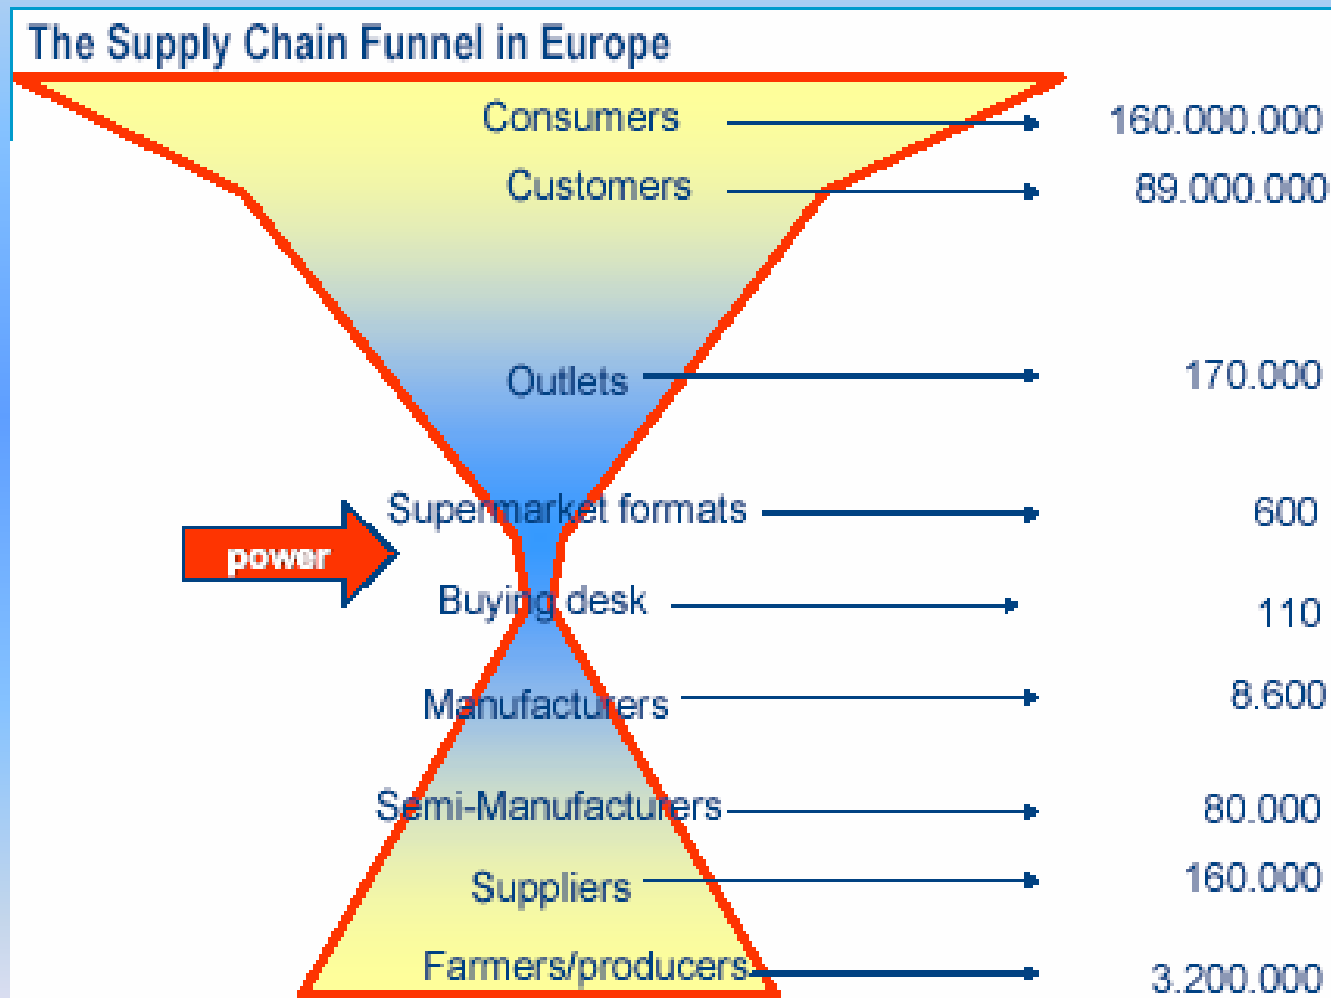 The Supply Chain Funnel in Europe
Consumers 160.000.000
Customers 89.000.000
Outlets 170.000
Supermarket formats 600
power
Buying desk 110
Manufacturers 8.600
Semi-Manufacturers 80.000
Suppliers 160.000
Farmers/producers 3.200.000